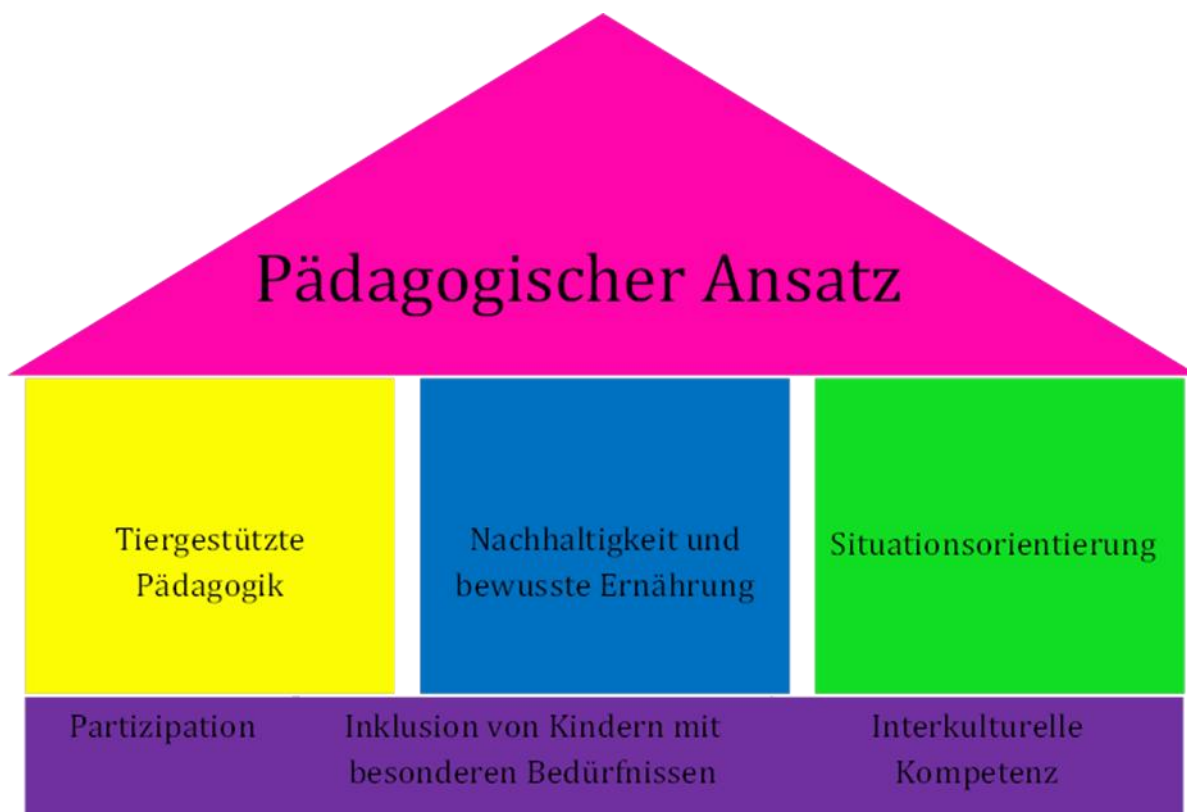 Pädagogischer Ansatz
Tiergestützte
Pädagogik
Nachhaltigkeit und
bewusste Ernährung
Situationsorientierung
Partizipation
Inklusion von Kindern mit
besonderen Bedürfnissen
Interkulturelle
Kompetenz